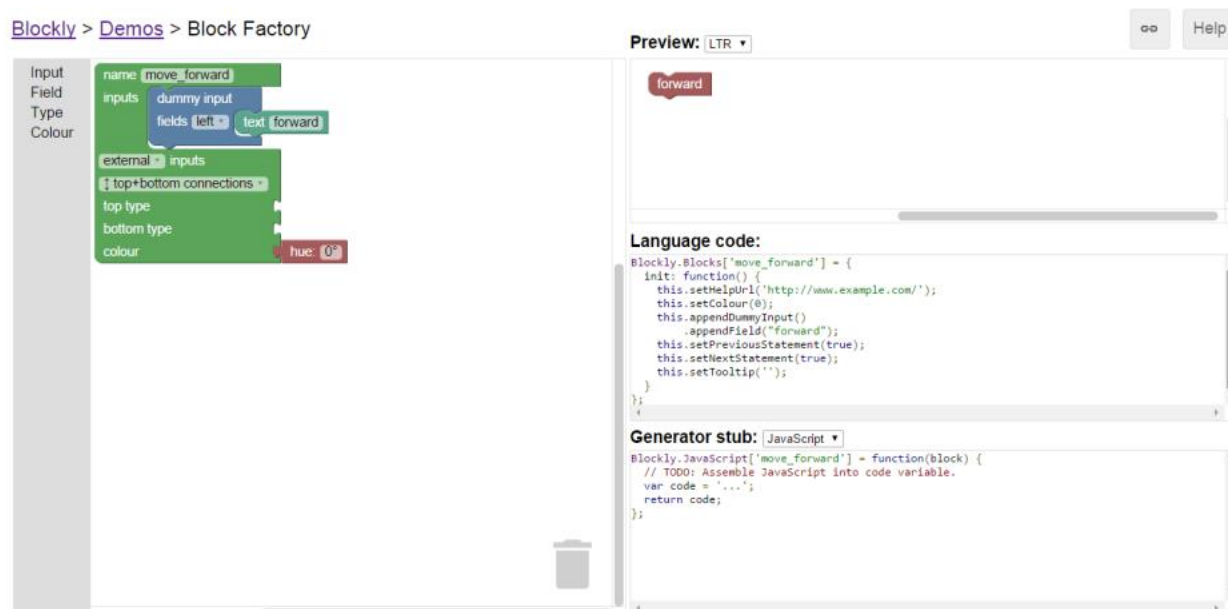 Blockly > Demos > Block Factory
Help
Input
Field
Type
Colour
name move_forward
inputs dummy input
fields left text forward
external inputs
↕ top+bottom connections
top type
bottom type
colour hue: 0°
Preview: LTR
forward
Language code:
Blockly.Blocks['move_forward'] = {
  init: function() {
    this.setHelpUrl('http://www.example.com/');
    this.setColour(0);
    this.appendDummyInput()
        .appendField("forward");
    this.setPreviousStatement(true);
    this.setNextStatement(true);
    this.setTooltip('');
  }
};
Generator stub: JavaScript
Blockly.JavaScript['move_forward'] = function(block) {
  // TODO: Assemble JavaScript into code variable.
  var code = '...';
  return code;
};